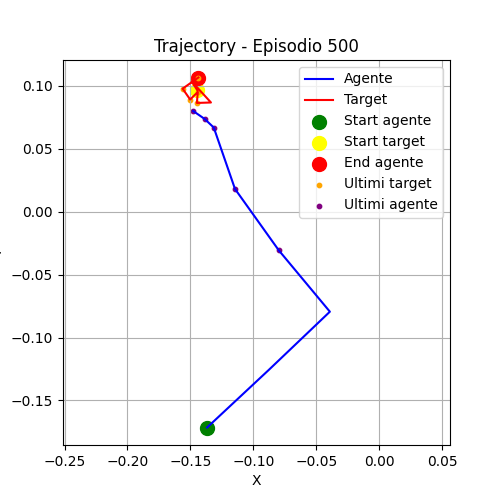 Trajectory - Episodio 500
Agente
Target
Start agente
Start target
End agente
Ultimi target
Ultimi agente
0.10
0.05
0.00
−0.05
−0.10
−0.15
−0.25
−0.20
−0.15
−0.10
−0.05
0.00
0.05
X